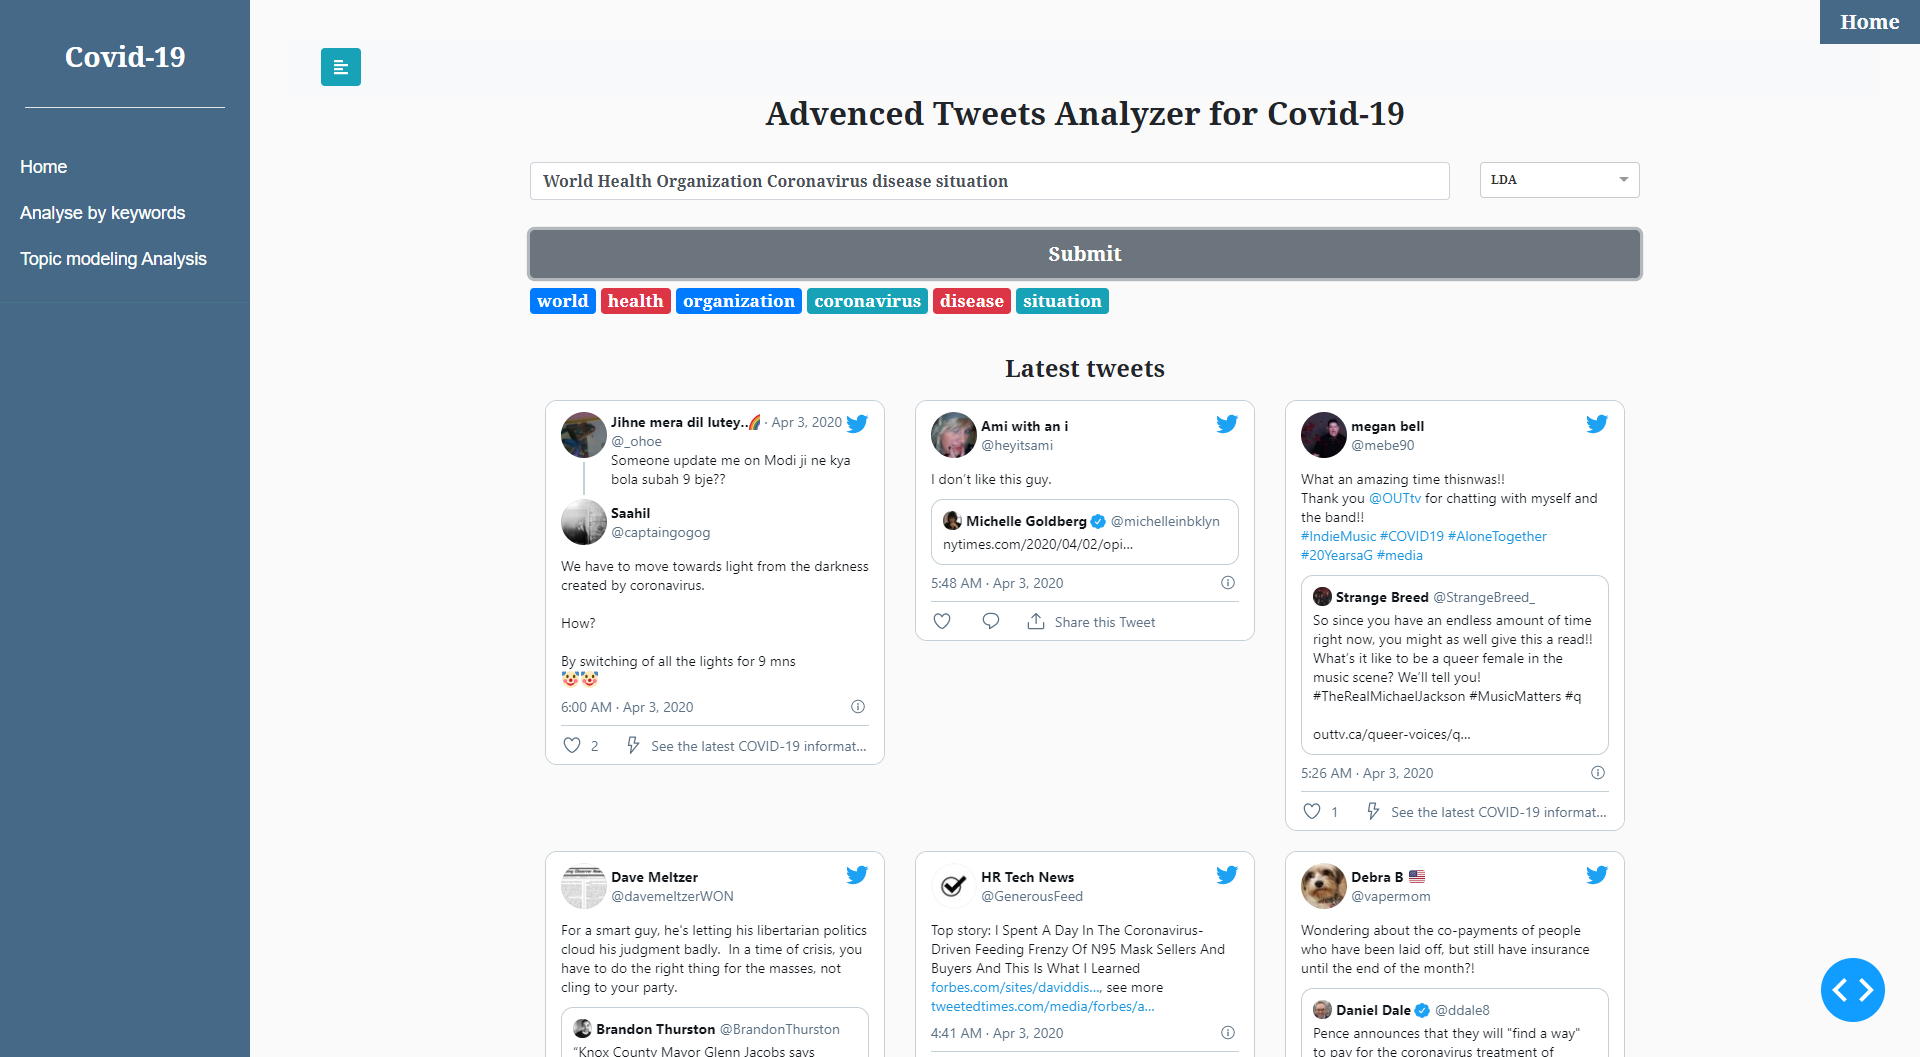 Home
Covid-19
Home
Analyse by keywords
Topic modeling Analysis
Advenced Tweets Analyzer for Covid-19
World Health Organization Coronavirus disease situation
LDA
Submit
world health organization coronavirus disease situation
Latest tweets
Jihne mera dil lutey..🌈 · Apr 3, 2020
@_ohoe
Someone update me on Modi ji ne kya
bola subah 9 bje??
Saahil
@captaingogog
We have to move towards light from the darkness
created by coronavirus.
How?
By switching of all the lights for 9 mns
🤡🤡
6:00 AM · Apr 3, 2020
2 See the latest COVID-19 informat...
Ami with an i
@heyitsami
I don't like this guy.
Michelle Goldberg @michelleinbklyn
nytimes.com/2020/04/02/opi...
5:48 AM · Apr 3, 2020
Share this Tweet
megan bell
@mebe90
What an amazing time thisnwas!!
Thank you @OUTtv for chatting with myself and
the band!!
#IndieMusic #COVID19 #AloneTogether
#20YearsaG #media
Strange Breed @StrangeBreed_
So since you have an endless amount of time
right now, you might as well give this a read!!
What's it like to be a queer female in the
music scene? We'll tell you!
#TheRealMichaelJackson #MusicMatters #q
outtv.ca/queer-voices/q...
5:26 AM · Apr 3, 2020
1 See the latest COVID-19 informat...
Dave Meltzer
@davemeltzerWON
For a smart guy, he's letting his libertarian politics
cloud his judgment badly.  In a time of crisis, you
have to do the right thing for the masses, not
cling to your party.
Brandon Thurston @BrandonThurston
“Knox County Mayor Glenn Jacobs says
HR Tech News
@GenerousFeed
Top story: I Spent A Day In The Coronavirus-
Driven Feeding Frenzy Of N95 Mask Sellers And
Buyers And This Is What I Learned
forbes.com/sites/daviddis..., see more
tweetedtimes.com/media/forbes/a...
4:41 AM · Apr 3, 2020
Debra B 🇺🇸
@vapermom
Wondering about the co-payments of people
who have been laid off, but still have insurance
until the end of the month?!
Daniel Dale @ddale8
Pence announces that they will "find a way"
to pay for the coronavirus treatment of